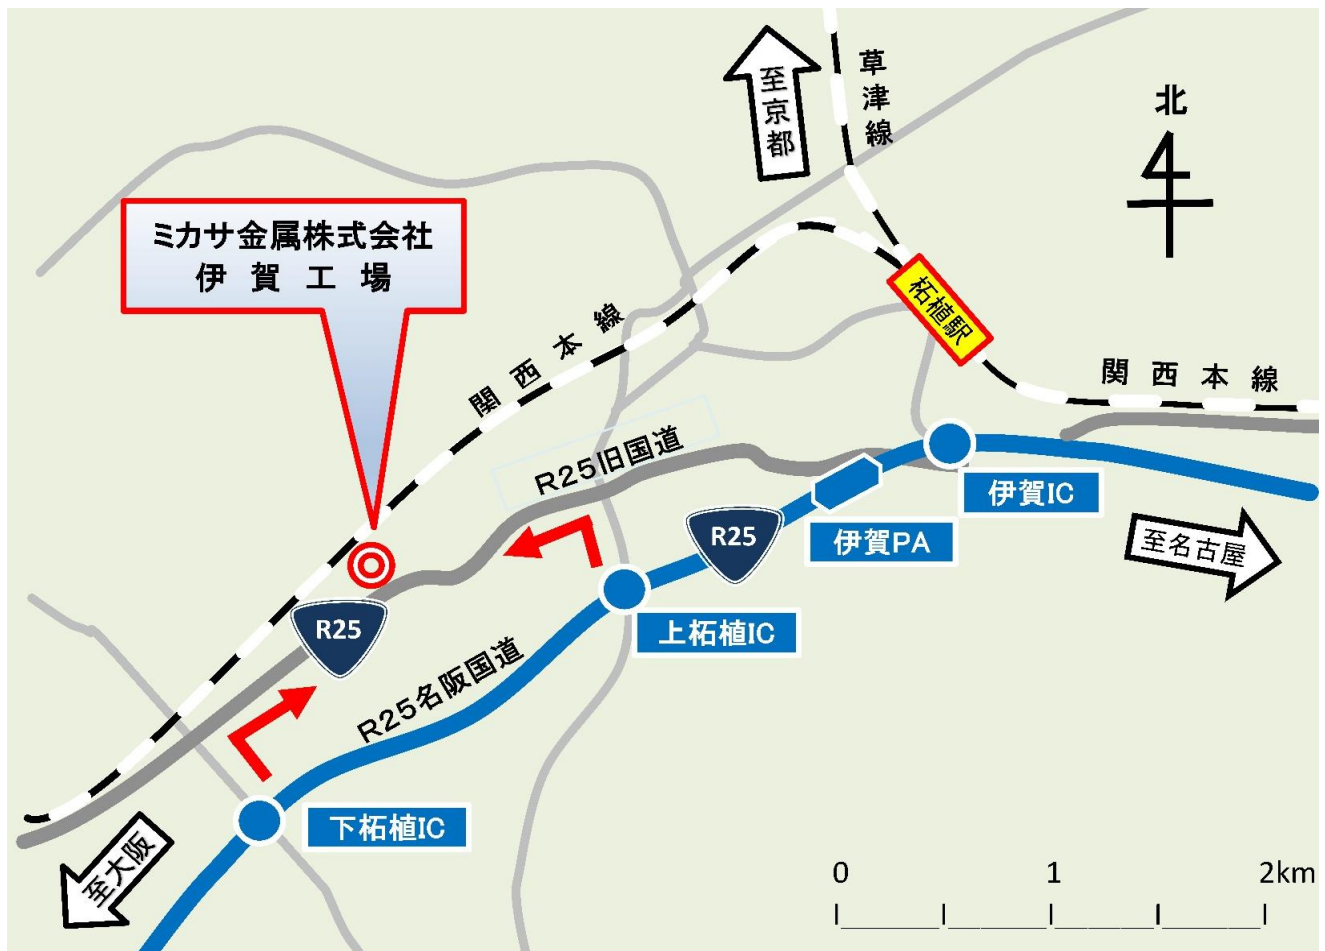 至京都
草津線
北
ミカサ金属株式会社
伊賀工場
柘植駅
関西本線
関西本線
R25旧国道
伊賀IC
伊賀PA
R25
至名古屋
上柘植IC
R25
R25名阪国道
下柘植IC
至大阪
0 1 2km